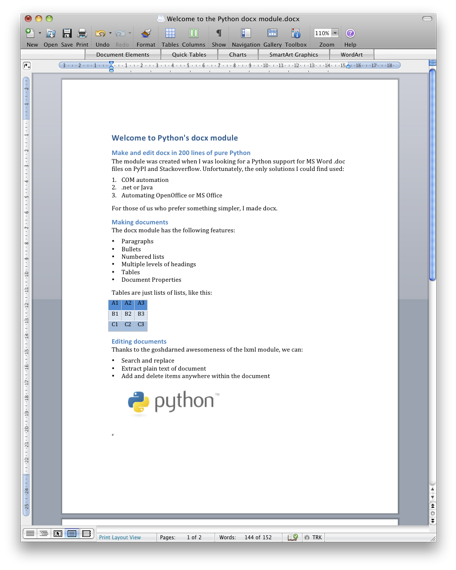 Welcome to the Python docx module.docx
110%
New Open Save Print Undo Redo Format Tables Columns Show Navigation Gallery Toolbox Zoom Help
Document Elements Quick Tables Charts SmartArt Graphics WordArt
Welcome to Python's docx module
Make and edit docx in 200 lines of pure Python
The module was created when I was looking for a Python support for MS Word .doc
files on PyPI and Stackoverflow. Unfortunately, the only solutions I could find used:
1. COM automation
2. .net or Java
3. Automating OpenOffice or MS Office
For those of us who prefer something simpler, I made docx.
Making documents
The docx module has the following features:
• Paragraphs
• Bullets
• Numbered lists
• Multiple levels of headings
• Tables
• Document Properties
Tables are just lists of lists, like this:
A1 A2 A3
B1 B2 B3
C1 C2 C3
Editing documents
Thanks to the goshdarned awesomeness of the lxml module, we can:
• Search and replace
• Extract plain text of document
• Add and delete items anywhere within the document
python™
Print Layout View Pages: 1 of 2 Words: 144 of 152 TRK